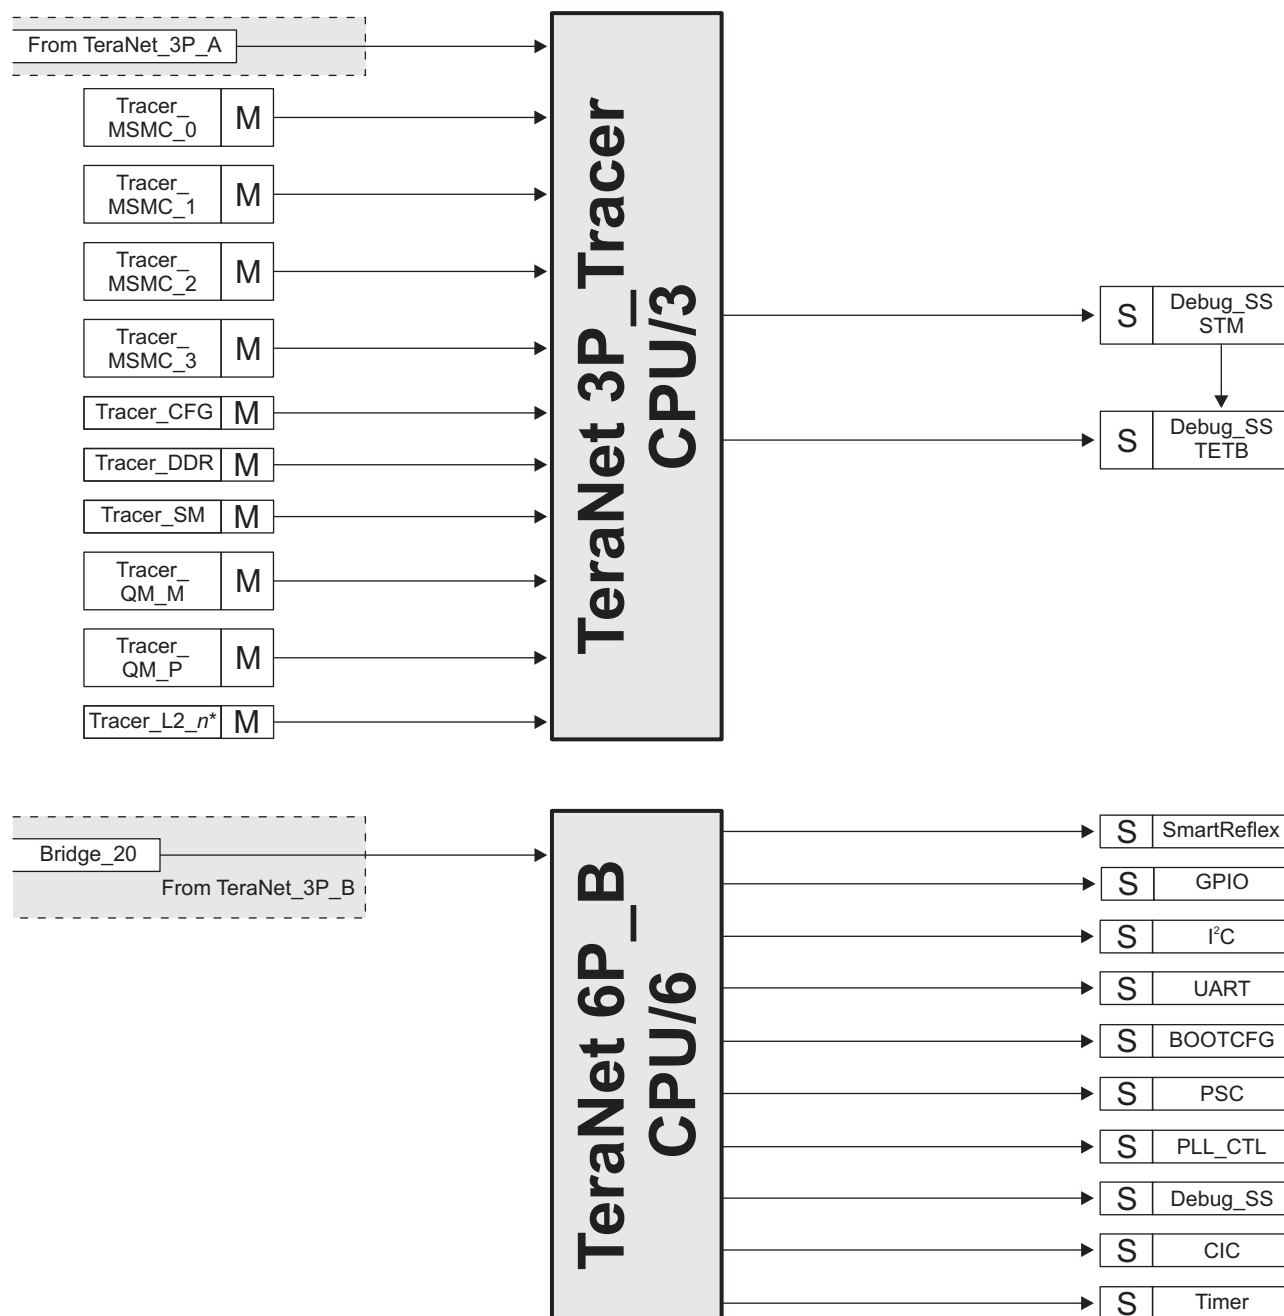 From TeraNet_3P_A
Tracer_
MSMC_0
M
Tracer_
MSMC_1
M
Tracer_
MSMC_2
M
Tracer_
MSMC_3
M
Tracer_CFG M
Tracer_DDR M
Tracer_SM M
Tracer_
QM_M
M
Tracer_
QM_P
M
Tracer_L2_n* M
TeraNet 3P_Tracer
CPU/3
S
Debug_SS
STM
S
Debug_SS
TETB
Bridge_20
From TeraNet_3P_B
TeraNet 6P_B
CPU/6
S SmartReflex
S GPIO
S I²C
S UART
S BOOTCFG
S PSC
S PLL_CTL
S Debug_SS
S CIC
S Timer